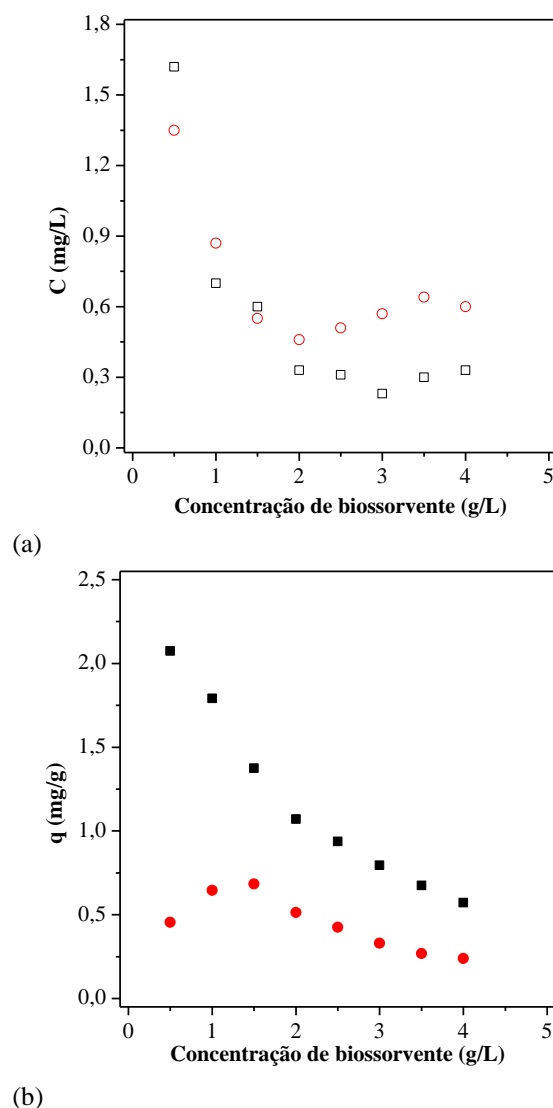 1,8
1,5
1,2
0,9
0,6
0,3
0,0
C (mg/L)
0 1 2 3 4 5
Concentração de biossorvente (g/L)
(a)
2,5
2,0
1,5
1,0
0,5
0,0
q (mg/g)
0 1 2 3 4 5
Concentração de biossorvente (g/L)
(b)